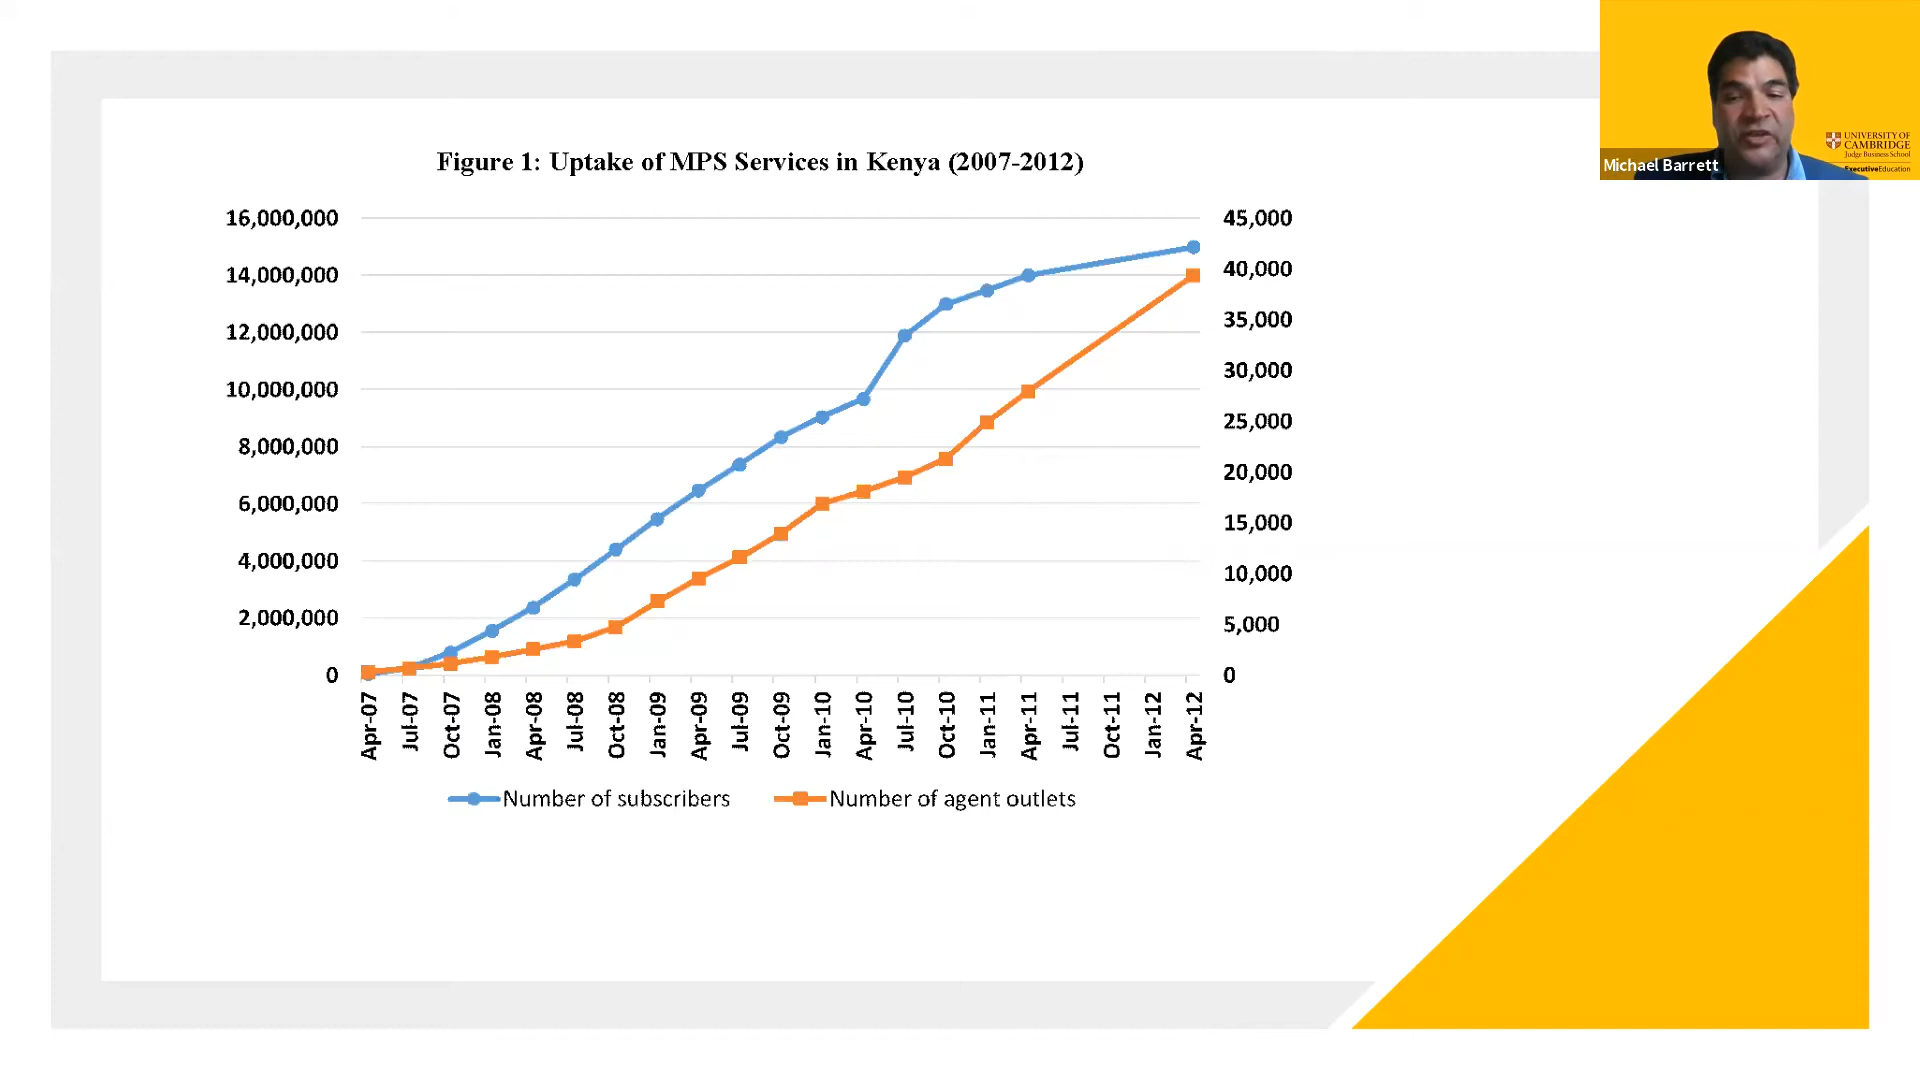 Figure 1: Uptake of MPS Services in Kenya (2007-2012)
16,000,000
14,000,000
12,000,000
10,000,000
8,000,000
6,000,000
4,000,000
2,000,000
0
45,000
40,000
35,000
30,000
25,000
20,000
15,000
10,000
5,000
0
Apr-07
Jul-07
Oct-07
Jan-08
Apr-08
Jul-08
Oct-08
Jan-09
Apr-09
Jul-09
Oct-09
Jan-10
Apr-10
Jul-10
Oct-10
Jan-11
Apr-11
Jul-11
Oct-11
Jan-12
Apr-12
Number of subscribers
Number of agent outlets
Michael Barrett
UNIVERSITY OF
CAMBRIDGE
Judge Business School
ExecutiveEducation